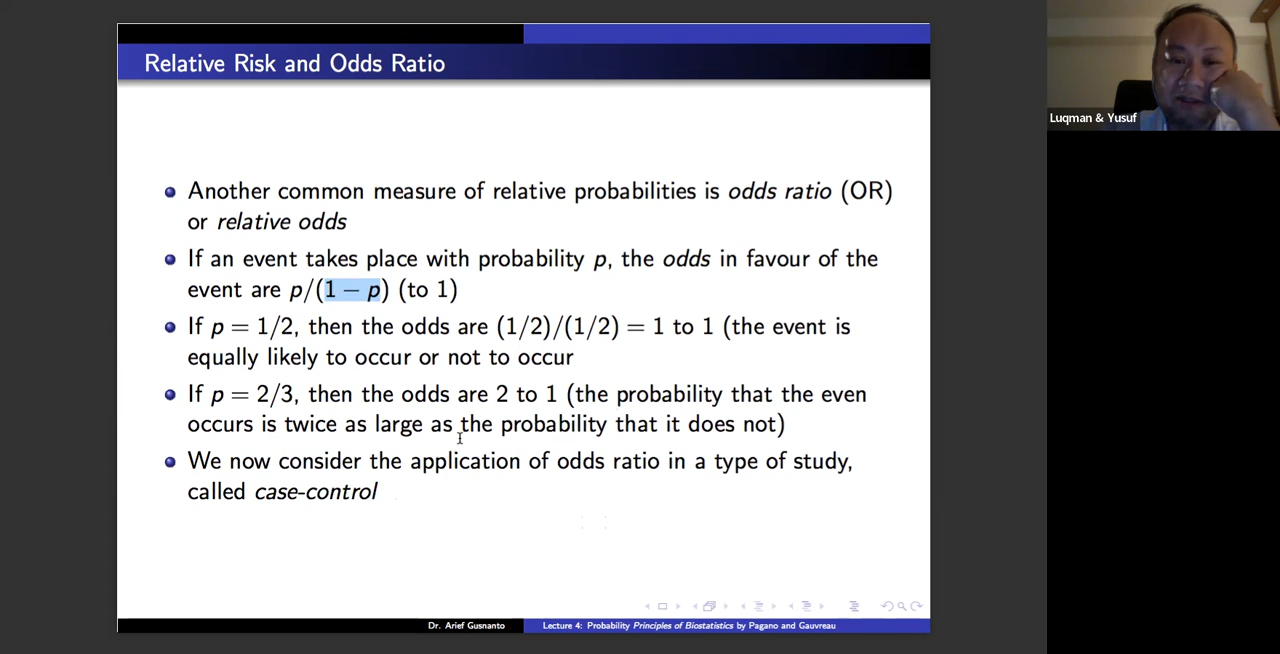 Relative Risk and Odds Ratio
Another common measure of relative probabilities is odds ratio (OR)
or relative odds
If an event takes place with probability p, the odds in favour of the
event are p/(1 − p) (to 1)
If p = 1/2, then the odds are (1/2)/(1/2) = 1 to 1 (the event is
equally likely to occur or not to occur
If p = 2/3, then the odds are 2 to 1 (the probability that the even
occurs is twice as large as the probability that it does not)
We now consider the application of odds ratio in a type of study,
called case-control
Dr. Arief Gusnanto
Lecture 4: Probability Principles of Biostatistics by Pagano and Gauvreau
Luqman & Yusuf